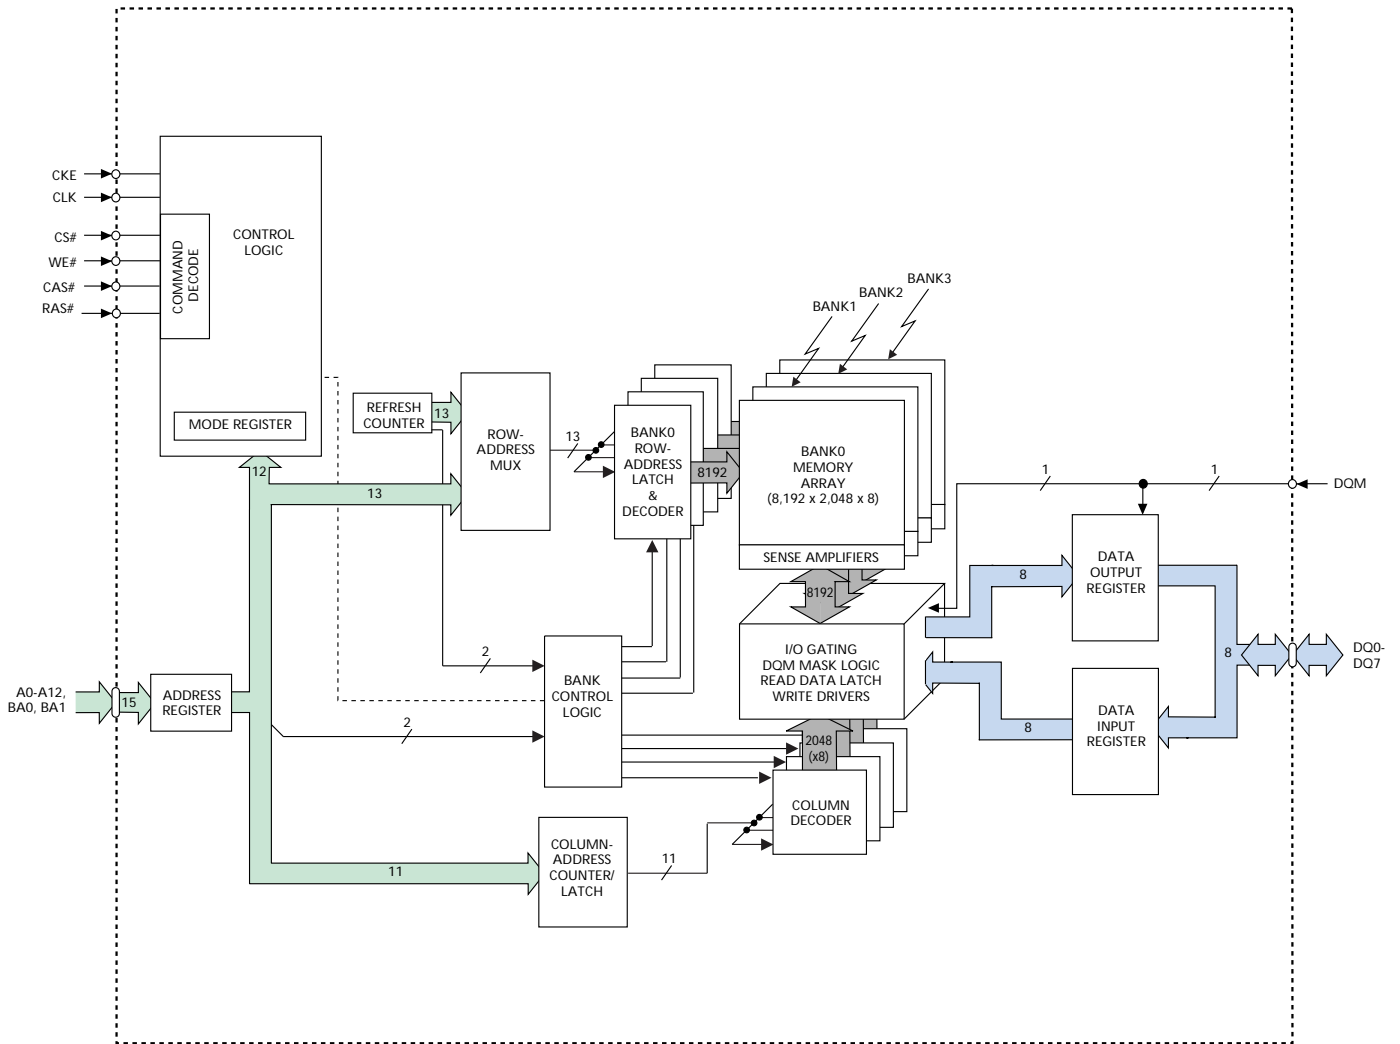 CKE
CLK
CS#
WE#
CAS#
RAS#
COMMAND
DECODE
CONTROL
LOGIC
MODE REGISTER
12
REFRESH
COUNTER
13
13
ROW-
ADDRESS
MUX
13
BANK0
ROW-
ADDRESS
LATCH
&
DECODER
8192
BANK1
BANK2
BANK3
BANK0
MEMORY
ARRAY
(8,192 x 2,048 x 8)
SENSE AMPLIFIERS
8192
I/O GATING
DQM MASK LOGIC
READ DATA LATCH
WRITE DRIVERS
2048
(x8)
COLUMN
DECODER
1
1
DQM
DATA
OUTPUT
REGISTER
8
8
DQ0-
DQ7
DATA
INPUT
REGISTER
8
A0-A12,
BA0, BA1
15
ADDRESS
REGISTER
2
2
BANK
CONTROL
LOGIC
11
COLUMN-
ADDRESS
COUNTER/
LATCH
11